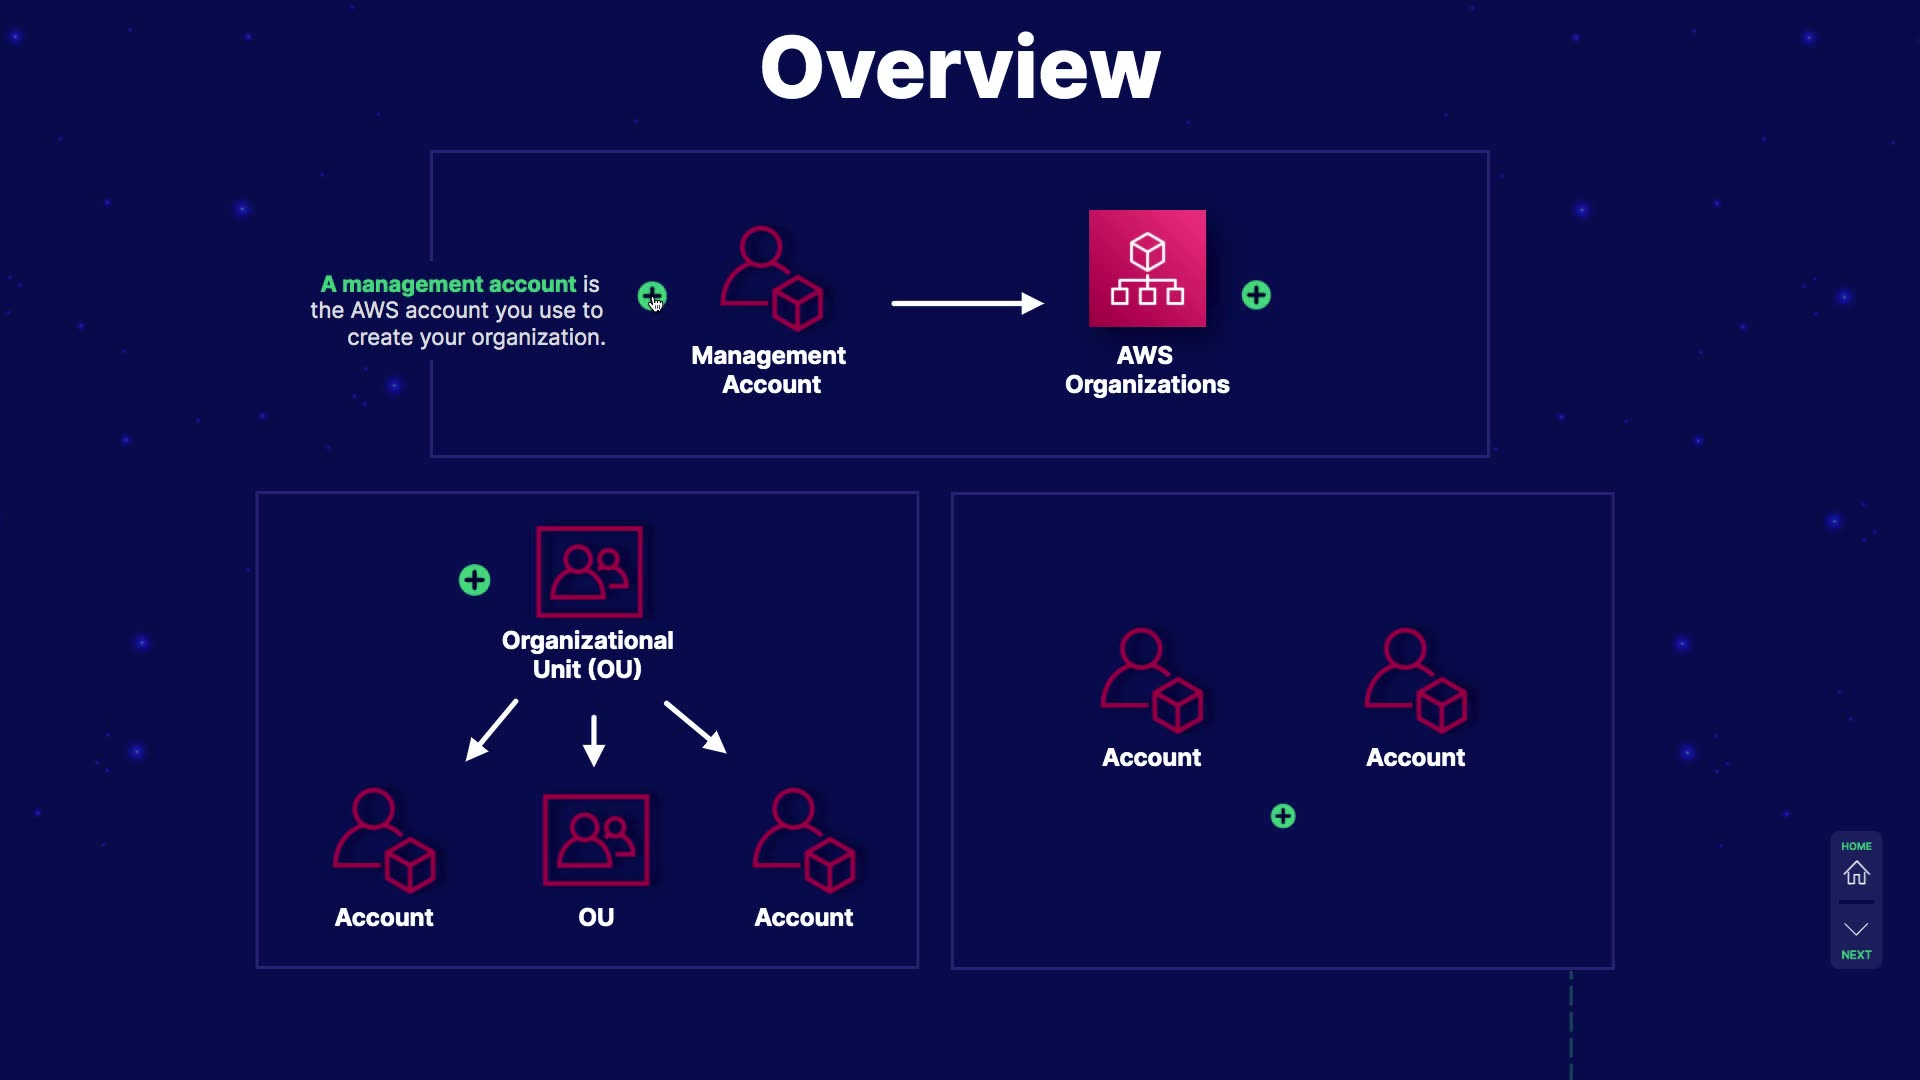 Overview
A management account is
the AWS account you use to
create your organization.
Management
Account
AWS
Organizations
Organizational
Unit (OU)
Account
OU
Account
Account
Account
HOME
NEXT